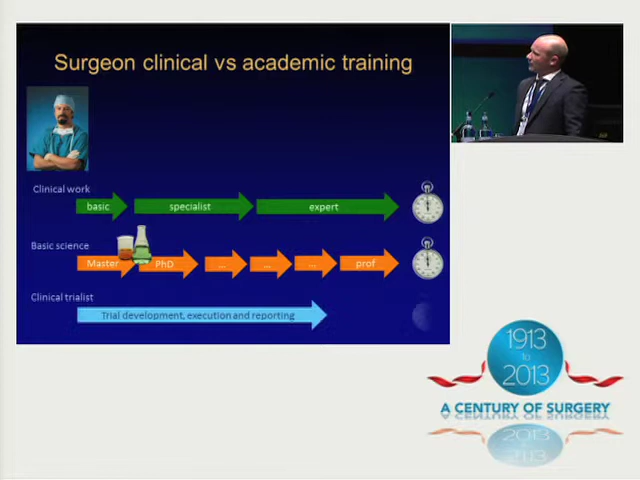 Surgeon clinical vs academic training
Clinical work
basic
specialist
expert
Basic science
Master
PhD
...
...
...
prof
Clinical trialist
Trial development, execution and reporting
1913
to
2013
A CENTURY OF SURGERY